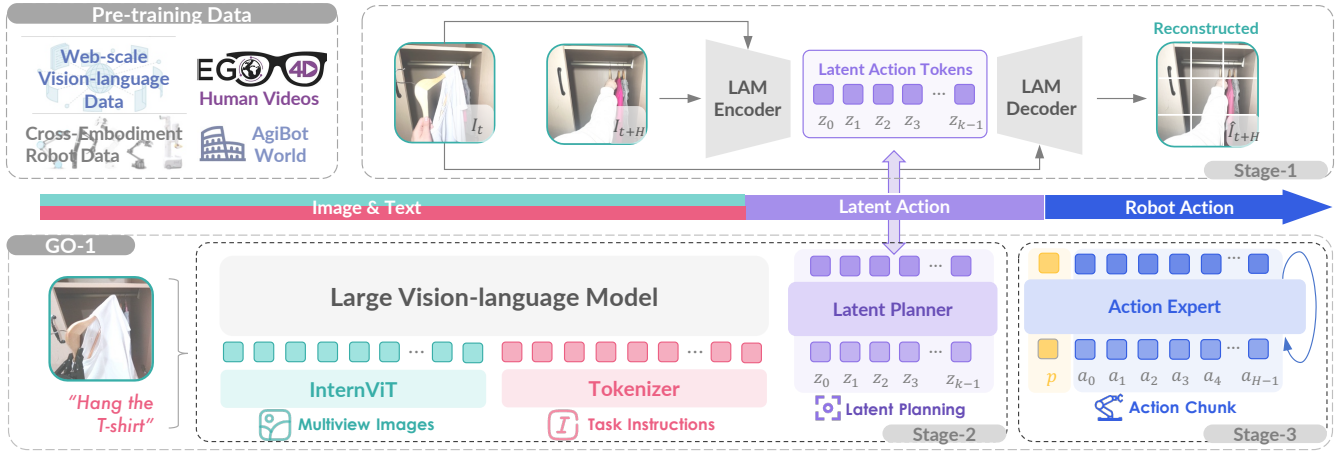 Pre-training Data
Web-scale
Vision-language
Data
EGO4D
Human Videos
Cross-Embodiment
Robot Data
AgiBot
World
I_t
I_{t+H}
LAM
Encoder
Latent Action Tokens
z_0 z_1 z_2 z_3 ... z_{k-1}
LAM
Decoder
Reconstructed
Î_{t+H}
Stage-1
Image & Text
Latent Action
Robot Action
GO-1
"Hang the
T-shirt"
Large Vision-language Model
...
...
InternViT
Tokenizer
Multiview Images
Task Instructions
...
Latent Planner
...
z_0 z_1 z_2 z_3 z_{k-1}
Latent Planning
Stage-2
...
Action Expert
...
p a_0 a_1 a_2 a_3 a_4 a_{H-1}
Action Chunk
Stage-3